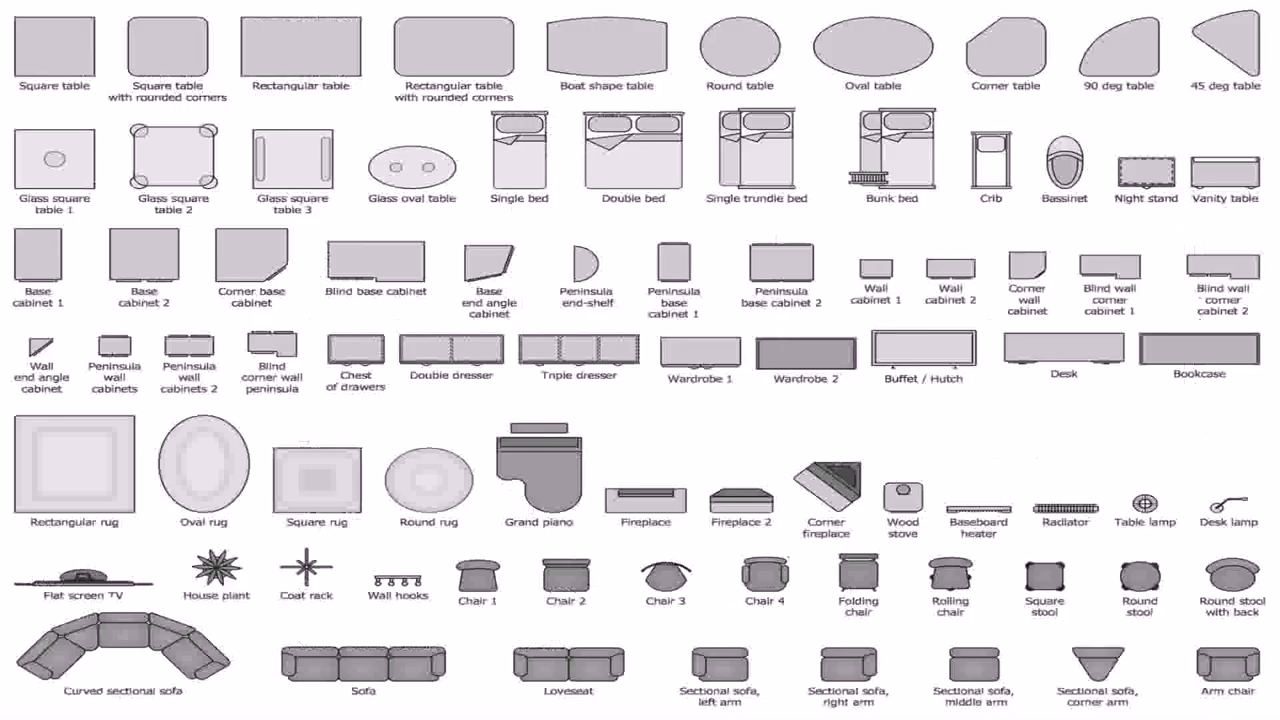 Square table
Square table
with rounded corners
Rectangular table
Rectangular table
with rounded corners
Boat shape table
Round table
Oval table
Corner table
90 deg table
45 deg table
Glass square
table 1
Glass square
table 2
Glass square
table 3
Glass oval table
Single bed
Double bed
Single trundle bed
Bunk bed
Crib
Bassinet
Night stand
Vanity table
Base
cabinet 1
Base
cabinet 2
Corner base
cabinet
Blind base cabinet
Base
end angle
cabinet
Peninsula
end-shelf
Peninsula
base
cabinet 1
Peninsula
base cabinet 2
Wall
cabinet 1
Wall
cabinet 2
Corner
wall
cabinet
Blind wall
corner
cabinet 1
Blind wall
corner
cabinet 2
Wall
end angle
cabinet
Peninsula
wall
cabinets
Peninsula
wall
cabinets 2
Blind
corner wall
peninsula
Chest
of drawers
Double dresser
Triple dresser
Wardrobe 1
Wardrobe 2
Buffet / Hutch
Desk
Bookcase
Rectangular rug
Oval rug
Square rug
Round rug
Grand piano
Fireplace
Fireplace 2
Corner
fireplace
Wood
stove
Baseboard
heater
Radiator
Table lamp
Desk lamp
Flat screen TV
House plant
Coat rack
Wall hooks
Chair 1
Chair 2
Chair 3
Chair 4
Folding
chair
Rolling
chair
Square
stool
Round
stool
Round stool
with back
Curved sectional sofa
Sofa
Loveseat
Sectional sofa,
left arm
Sectional sofa,
right arm
Sectional sofa,
middle arm
Sectional sofa,
corner arm
Arm chair